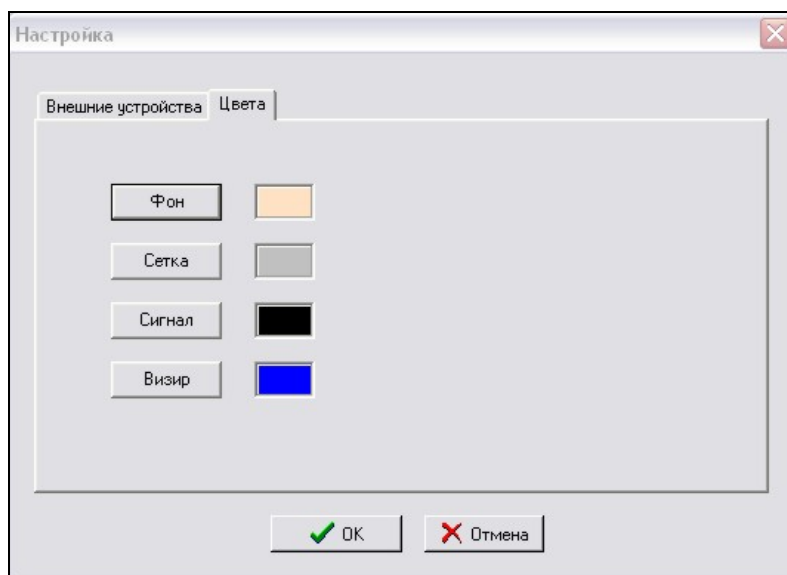 Настройка
Внешние устройства Цвета
Фон
Сетка
Сигнал
Визир
OK Отмена